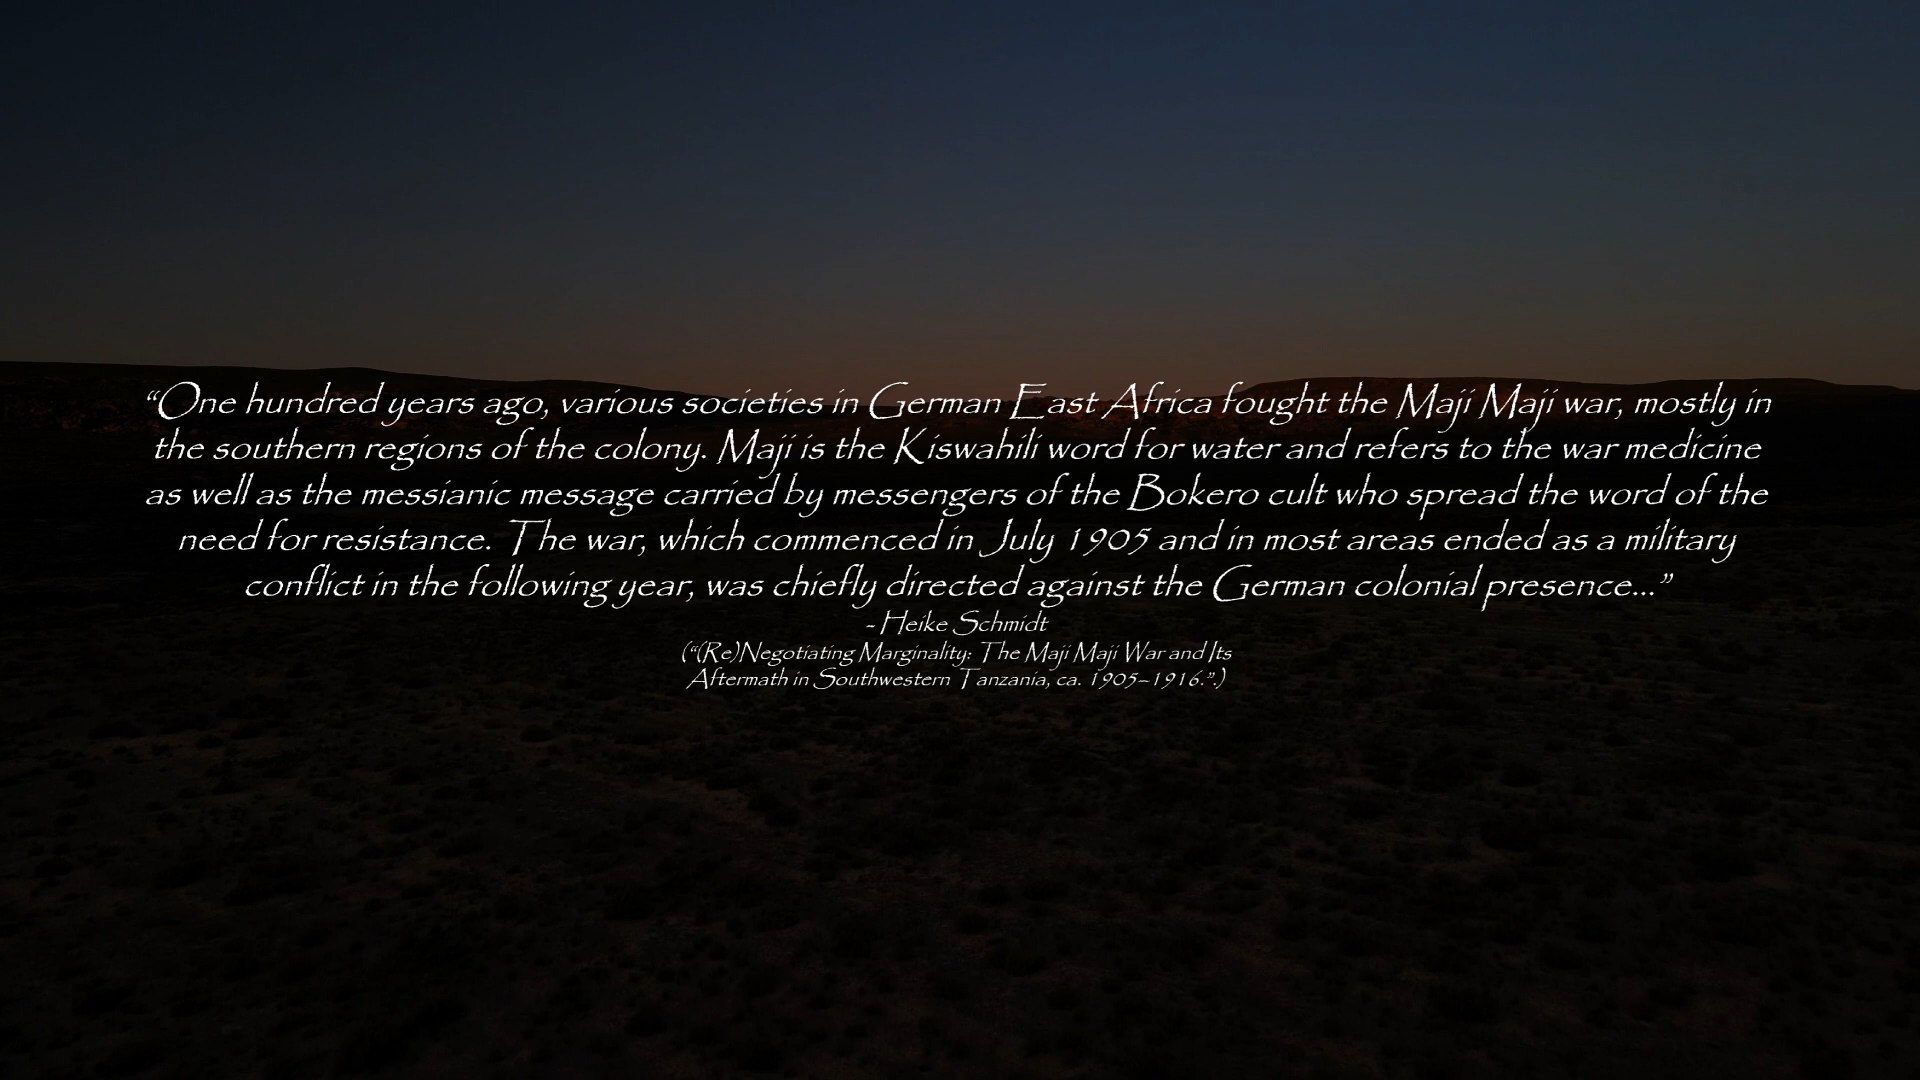 “One hundred years ago, various societies in German East Africa fought the Maji Maji war, mostly in
the southern regions of the colony. Maji is the Kiswahili word for water and refers to the war medicine
as well as the messianic message carried by messengers of the Bokero cult who spread the word of the
need for resistance. The war, which commenced in July 1905 and in most areas ended as a military
conflict in the following year, was chiefly directed against the German colonial presence...”
- Heike Schmidt
(“(Re)Negotiating Marginality: The Maji Maji War and Its
Aftermath in Southwestern Tanzania, ca. 1905–1916.”.)